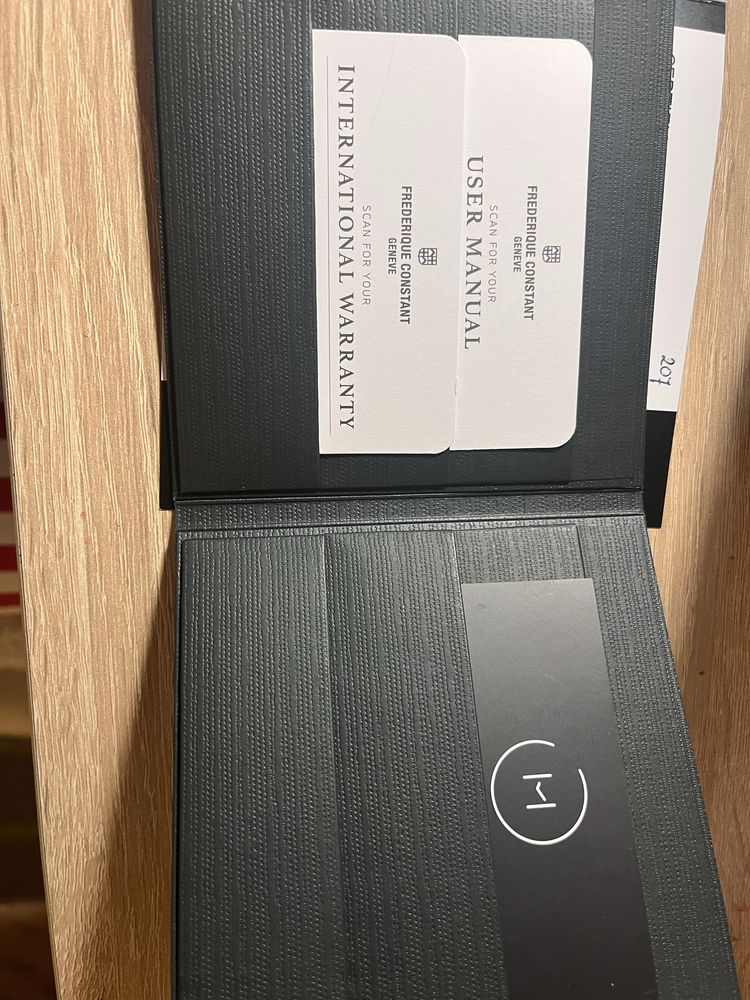 FREDERIQUE CONSTANT
GENEVE
SCAN FOR YOUR
USER MANUAL
FREDERIQUE CONSTANT
GENEVE
SCAN FOR YOUR
INTERNATIONAL WARRANTY
207